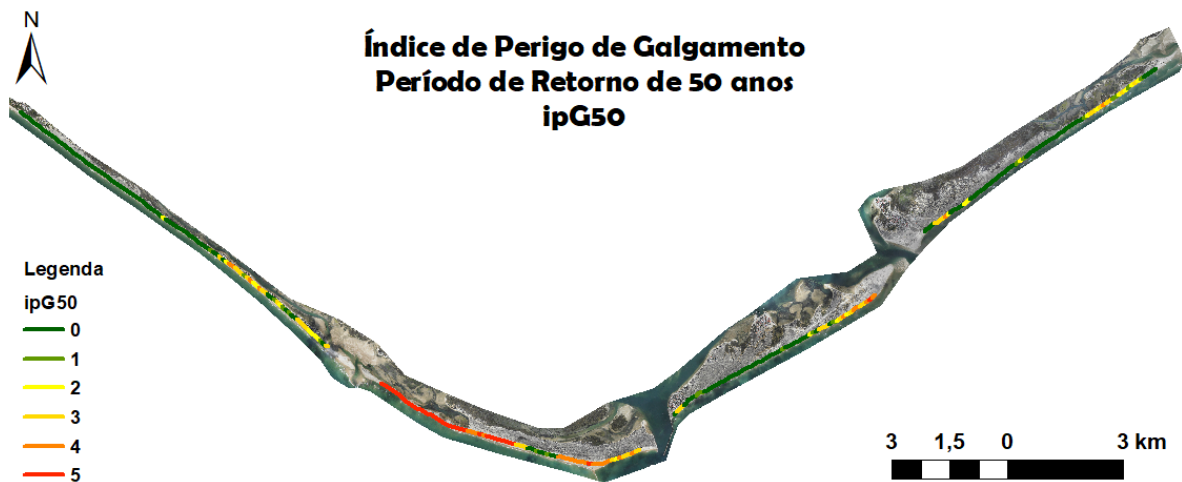 N
Índice de Perigo de Galgamento
Período de Retorno de 50 anos
ipG50
Legenda
ipG50
0
1
2
3
4
5
3 1,5 0 3 km